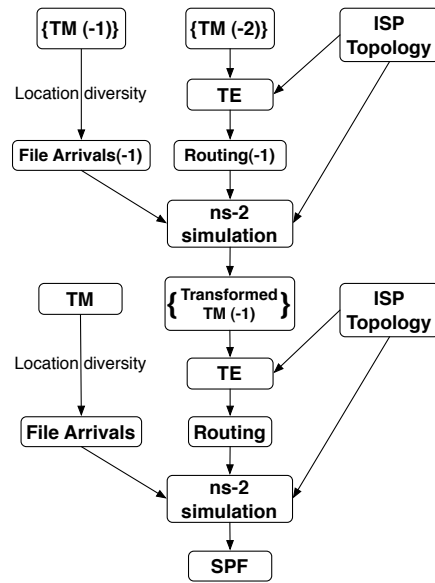 {TM (-1)}
{TM (-2)}
ISP
Topology
Location diversity
TE
File Arrivals(-1)
Routing(-1)
ns-2
simulation
TM
{ Transformed }
TM (-1)
ISP
Topology
Location diversity
TE
File Arrivals
Routing
ns-2
simulation
SPF